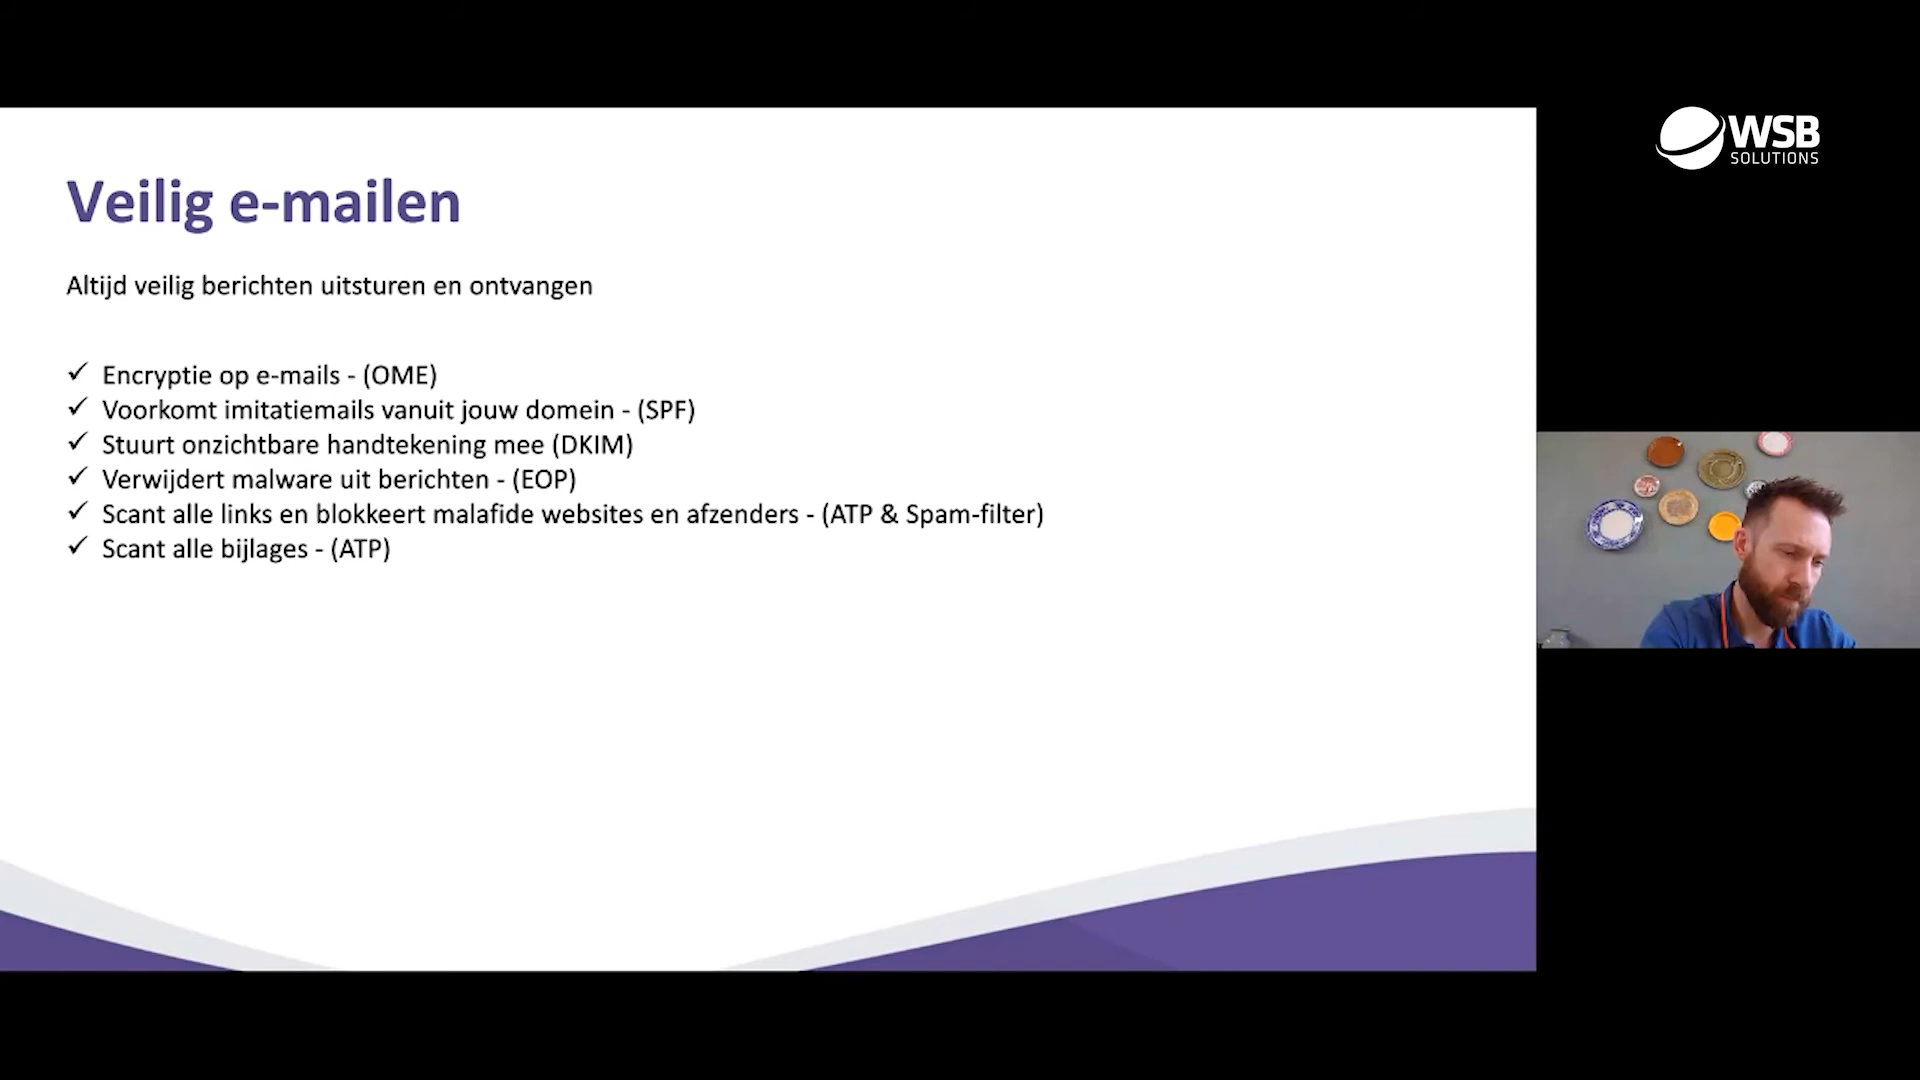 Veilig e-mailen
Altijd veilig berichten uitsturen en ontvangen
✓ Encryptie op e-mails - (OME)
✓ Voorkomt imitatiemails vanuit jouw domein - (SPF)
✓ Stuurt onzichtbare handtekening mee (DKIM)
✓ Verwijdert malware uit berichten - (EOP)
✓ Scant alle links en blokkeert malafide websites en afzenders - (ATP & Spam-filter)
✓ Scant alle bijlages - (ATP)
WSB
SOLUTIONS